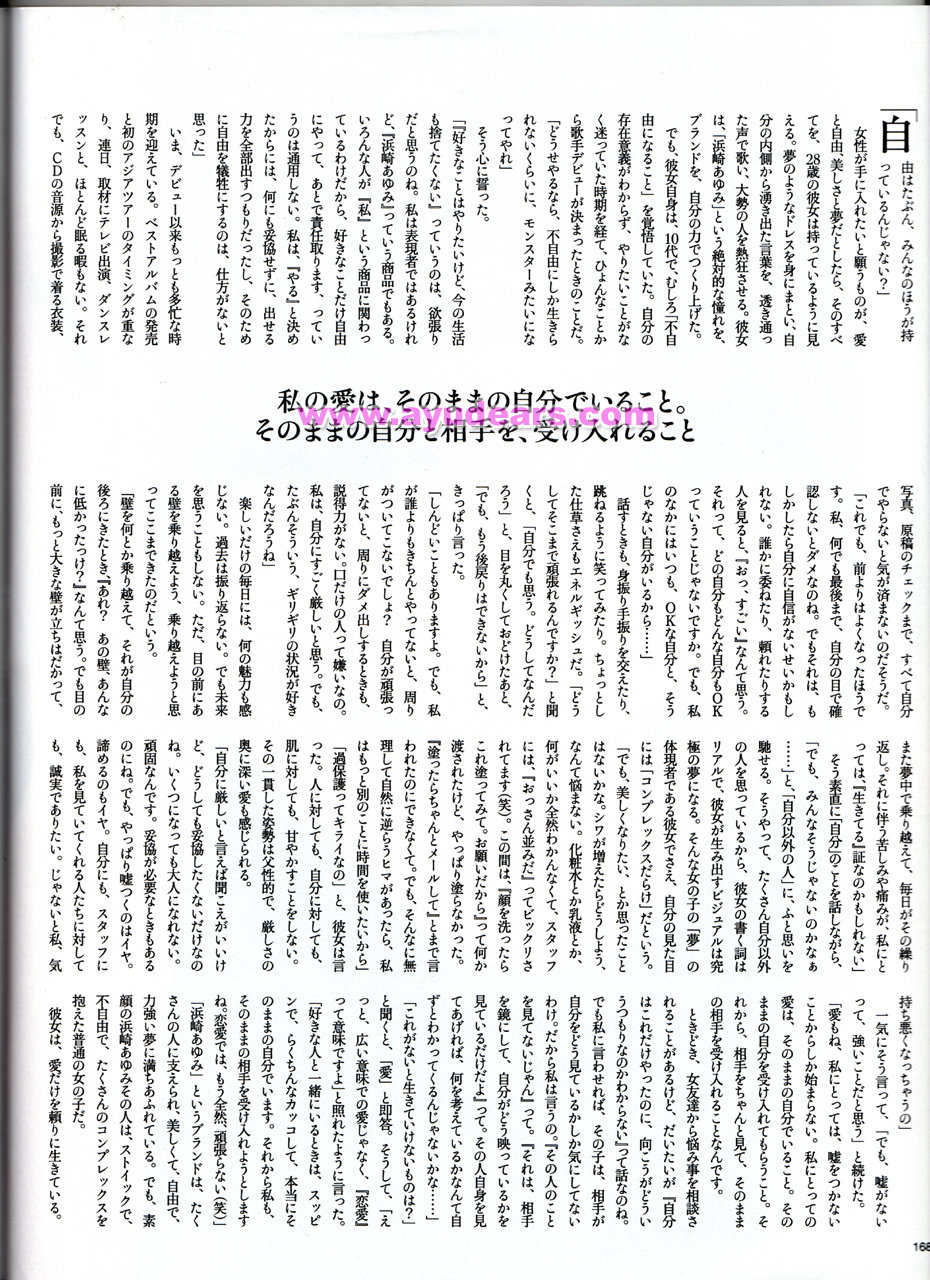 「自由はたぶん、みんなのほうが持
っているんじゃない?」
女性が手に入れたいと願うものが、愛
と自由、美しさと夢だとしたら、そのすべ
てを、28歳の彼女は持っているように見
える。夢のようなドレスを身にまとい、自
分の内側から湧き出た言葉を、透き通っ
た声で歌い、大勢の人を熱狂させる。彼女
は、「浜崎あゆみ」という絶対的な憧れを、
ブランドを、自分の力でつくり上げた。
でも、彼女自身は、10代で、むしろ「不自
由になること」を覚悟していた。自分の
存在意義がわからず、やりたいことがな
く迷っていた時期を経て、ひょんなことか
ら歌手デビューが決まったときのことだ。
「どうせやるなら、不自由にしか生きら
れないくらいに、モンスターみたいにな
ってやれ」
そう心に誓った。
「『好きなことはやりたいけど、今の生活
も捨てたくない』っていうのは、欲張り
だと思うのね。私は表現者ではあるけれ
ど、『浜崎あゆみ』っていう商品でもある。
いろんな人が『私』という商品に関わっ
ているわけだから、好きなことだけ自由
にやって、あとで責任取ります、ってい
うのは通用しない。私は、『やる』と決め
たからには、何にも妥協せずに、出せる
力を全部出すつもりだったし、そのため
に自由を犠牲にするのは、仕方がないと
思った」
いま、デビュー以来もっとも多忙な時
期を迎えている。ベストアルバムの発売
と初のアジアツアーのタイミングが重な
り、連日、取材にテレビ出演、ダンスレ
ッスンと、ほとんど眠る暇もない。それ
でも、CDの音源から撮影で着る衣装、
私の愛は、そのままの自分でいること。
そのままの自分と相手を、受け入れること
www.ayudears.com
写真、原稿のチェックまで、すべて自分
でやらないと気が済まないのだそうだ。
「これでも、前よりはよくなったほうで
す。私、何でも最後まで、自分の目で確
認しないとダメなのね。でもそれは、も
しかしたら自分に自信がないせいかもし
れない。誰かに委ねたり、頼れたりする
人を見ると、『おっ、すごい』なんて思う。
それって、どの自分もどんな自分もOK
っていうことじゃないですか。でも、私
のなかにはいつも、OKな自分と、そう
じゃない自分がいるから……」
話すときも、身振り手振りを交えたり、
跳ねるように笑ってみたり。ちょっとし
た仕草さえもエネルギッシュだ。「どう
してそこまで頑張れるんですか?」と聞
くと、「自分でも思う。どうしてなんだ
ろう」と、目を丸くしておどけたあと、
「でも、もう後戻りはできないから」と、
きっぱり言った。
「しんどいこともありますよ。でも、私
が誰よりもきちんとやってないと、周り
がついてこないでしょ? 自分が頑張っ
てないと、周りにダメ出しするときも、
説得力がない。口だけの人って嫌いなの。
私は、自分にすごく厳しいと思う。でも、
たぶんそういう、ギリギリの状況が好き
なんだろうね」
楽しいだけの毎日には、何の魅力も感
じない。過去は振り返らない。でも未来
を思うこともしない。ただ、目の前にあ
る壁を乗り越えよう、乗り越えようと思
ってここまできたのだという。
「壁を何とか乗り越えて、それが自分の
後ろにきたとき『あれ? あの壁、あんな
に低かったっけ?』なんて思う。でも目の
前に、もっと大きな壁が立ちはだかって、
また夢中で乗り越えて、毎日がその繰り
返し。それに伴う苦しみや痛みが、私にと
っては、『生きてる』証なのかもしれない」
そう素直に「自分」のことを話しながら、
「でも、みんなそうじゃないのかなぁ
……」と、「自分以外の人」に、ふと思いを
馳せる。そうやって、たくさん自分以外
の人を思っているから、彼女の書く詞は
リアルで、彼女が生み出すビジュアルは究
極の夢になる。そんな女の子の「夢」の
体現者である彼女でさえ、自分の見た目
には「コンプレックスだらけ」だという。
「でも、美しくなりたい、とか思ったこと
はないかな。シワが増えたらどうしよう、
なんて悩まない。化粧水とか乳液とか、
何がいいか全然わかんなくて、スタッフ
には、『おっさん並みだ』ってビックリさ
れてます(笑)。この間は、『顔を洗ったら
これ塗ってみて。お願いだから』って何か
渡されたけど、やっぱり塗らなかった。
『塗ったらちゃんとメールして』とまで言
われたのにできなくて。でも、そんなに無
理して自然に逆らうヒマがあったら、私
はもっと別のことに時間を使いたいから」
「過保護ってキライなの」と、彼女は言
った。人に対しても、自分に対しても、
肌に対しても、甘やかすことをしない。
その一貫した姿勢は父性的で、厳しさの
奥に深い愛も感じられる。
「自分に厳しいと言えば聞こえがいいけ
ど、どうしても妥協したくないだけなの
ね。いくつになっても大人になれない。
頑固なんです。妥協が必要なときもある
のにね。でも、やっぱり嘘つくのはイヤ。
諦めるのもイヤ。自分にも、スタッフに
も、私を見ていてくれる人たちに対して
も、誠実でありたい。じゃないと私、気
持ち悪くなっちゃうの」
一気にそう言って、「でも、嘘がない
って、強いことだと思う」と続けた。
「愛もね、私にとっては、嘘をつかない
ことからしか始まらない。私にとっての
愛は、そのままの自分でいること。その
ままの自分を受け入れてもらうこと。そ
れから、相手をちゃんと見て、そのまま
の相手を受け入れることなんです。
ときどき、女友達から悩み事を相談さ
れることがあるけど、だいたいが『自分
はこれだけやったのに、向こうがどうい
うつもりなのかわからない』って話なのね。
でも私に言わせれば、その子は、相手が
自分をどう見ているかしか気にしてない
わけ。だから私は言うの。『その人のこと
を見てないじゃん』って。『それは、相手
を鏡にして、自分がどう映っているかを
見ているだけだよ』って。その人自身を見
てあげれば、何を考えているかなんて自
ずとわかってくるんじゃないかな……」
「これがないと生きていけないものは?」
と聞くと、「愛」と即答。そうして、「え
っと、広い意味での愛じゃなく、『恋愛』
って意味ですよ」と照れたように言った。
「好きな人と一緒にいるときは、スッピ
ンで、らくちんなカッコして、本当にそ
のままの自分でいます。それから私も、
そのままの相手を受け入れようとします
ね。恋愛では、もう全然、頑張らない(笑)」
「浜崎あゆみ」というブランドは、たく
さんの人に支えられ、美しくて、自由で、
力強い夢に満ちあふれている。でも、素
顔の浜崎あゆみその人は、ストイックで、
不自由で、たくさんのコンプレックスを
抱えた普通の女の子だ。
彼女は、愛だけを頼りに生きている。
168